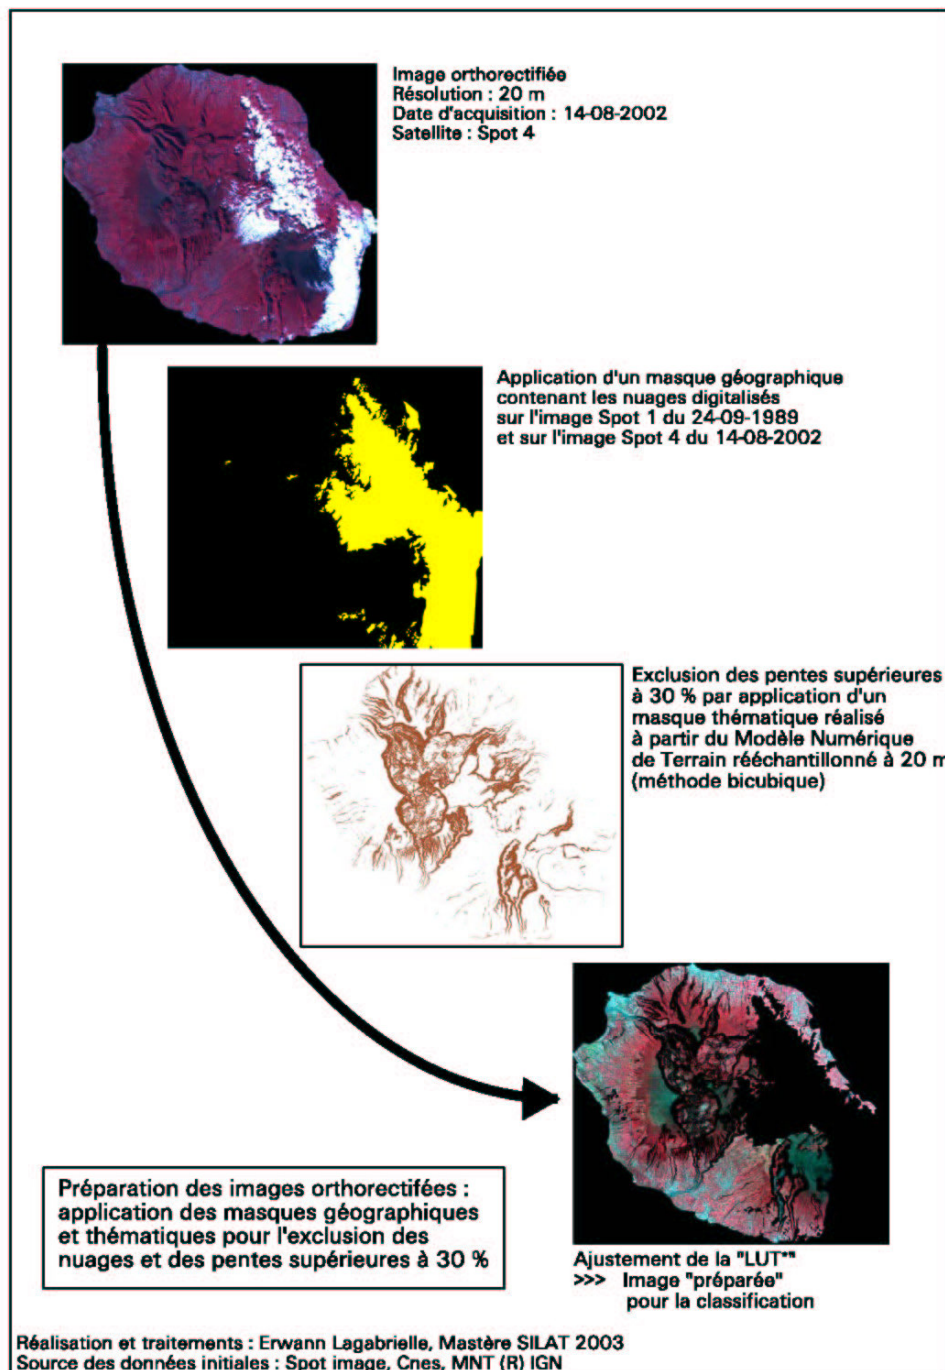 Image orthorectifiée
Résolution : 20 m
Date d'acquisition : 14-08-2002
Satellite : Spot 4
Application d'un masque géographique
contenant les nuages digitalisés
sur l'image Spot 1 du 24-09-1989
et sur l'image Spot 4 du 14-08-2002
Exclusion des pentes supérieures
à 30 % par application d'un
masque thématique réalisé
à partir du Modèle Numérique
de Terrain rééchantillonné à 20 m
(méthode bicubique)
Préparation des images orthorectifées :
application des masques géographiques
et thématiques pour l'exclusion des
nuages et des pentes supérieures à 30 %
Ajustement de la "LUT*"
>>> Image "préparée"
pour la classification
Réalisation et traitements : Erwann Lagabrielle, Mastère SILAT 2003
Source des données initiales : Spot image, Cnes, MNT (R) IGN